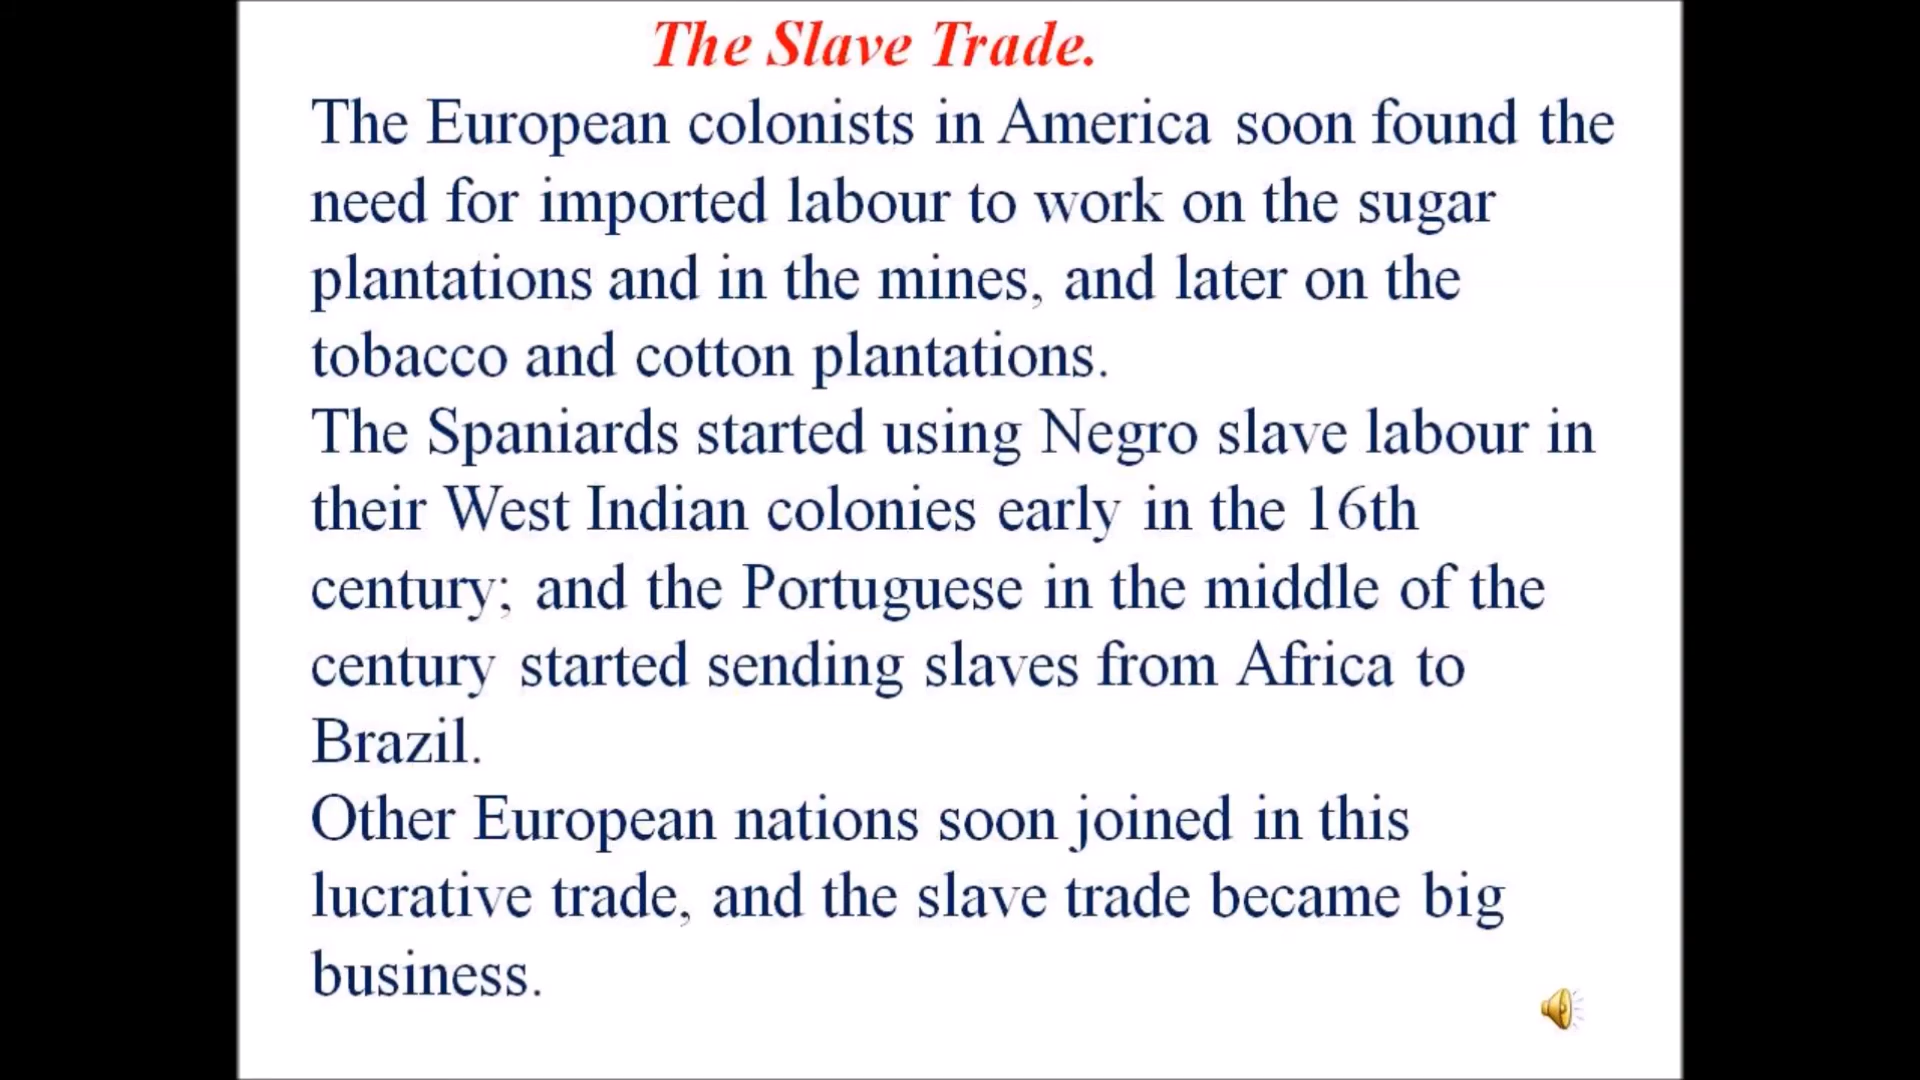 The Slave Trade.
The European colonists in America soon found the
need for imported labour to work on the sugar
plantations and in the mines, and later on the
tobacco and cotton plantations.
The Spaniards started using Negro slave labour in
their West Indian colonies early in the 16th
century; and the Portuguese in the middle of the
century started sending slaves from Africa to
Brazil.
Other European nations soon joined in this
lucrative trade, and the slave trade became big
business.